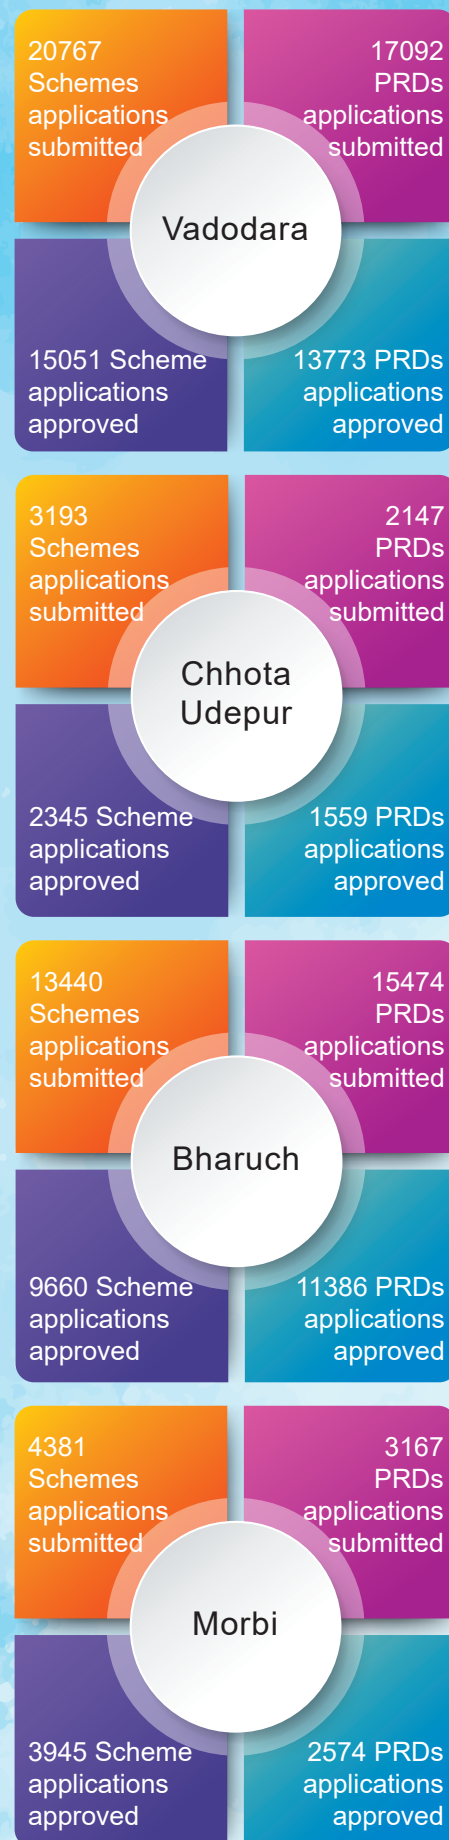 20767
Schemes
applications
submitted
17092
PRDs
applications
submitted
Vadodara
15051 Scheme
applications
approved
13773 PRDs
applications
approved
3193
Schemes
applications
submitted
2147
PRDs
applications
submitted
Chhota
Udepur
2345 Scheme
applications
approved
1559 PRDs
applications
approved
13440
Schemes
applications
submitted
15474
PRDs
applications
submitted
Bharuch
9660 Scheme
applications
approved
11386 PRDs
applications
approved
4381
Schemes
applications
submitted
3167
PRDs
applications
submitted
Morbi
3945 Scheme
applications
approved
2574 PRDs
applications
approved